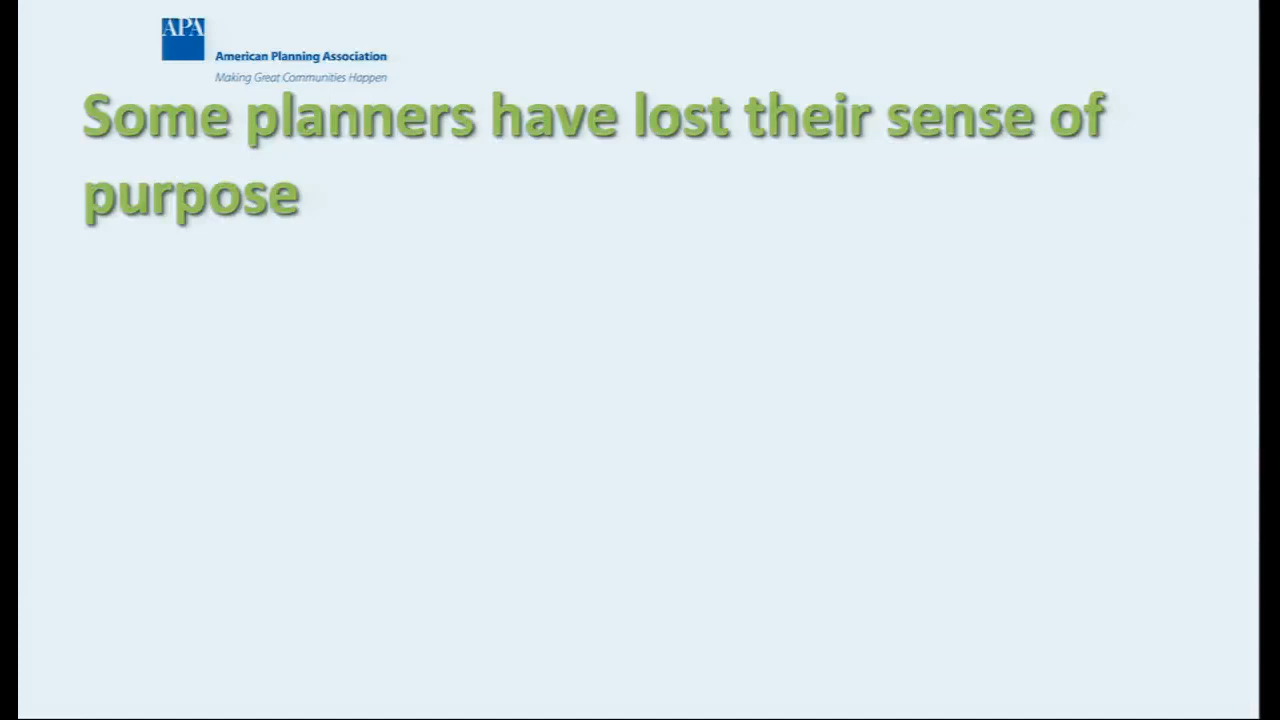 APA
American Planning Association
Making Great Communities Happen
Some planners have lost their sense of
purpose